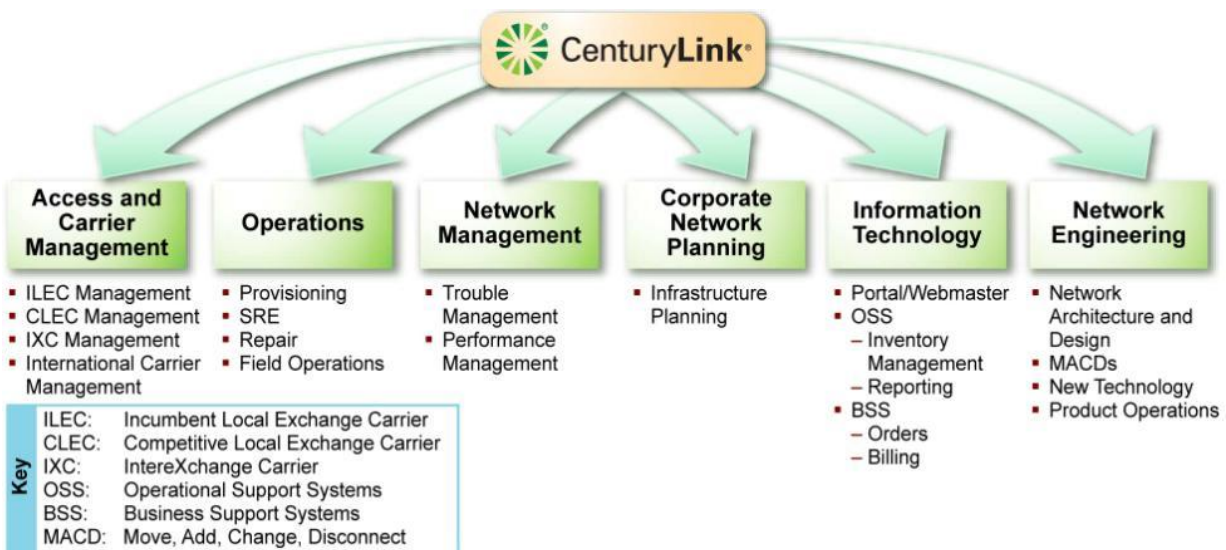 CenturyLink®
Access and
Carrier
Management
▪ ILEC Management
▪ CLEC Management
▪ IXC Management
▪ International Carrier
Management
Operations
▪ Provisioning
▪ SRE
▪ Repair
▪ Field Operations
Network
Management
▪ Trouble
Management
▪ Performance
Management
Corporate
Network
Planning
▪ Infrastructure
Planning
Information
Technology
▪ Portal/Webmaster
▪ OSS
– Inventory
Management
– Reporting
▪ BSS
– Orders
– Billing
Network
Engineering
▪ Network
Architecture and
Design
▪ MACDs
▪ New Technology
▪ Product Operations
Key
ILEC: Incumbent Local Exchange Carrier
CLEC: Competitive Local Exchange Carrier
IXC: IntereXchange Carrier
OSS: Operational Support Systems
BSS: Business Support Systems
MACD: Move, Add, Change, Disconnect